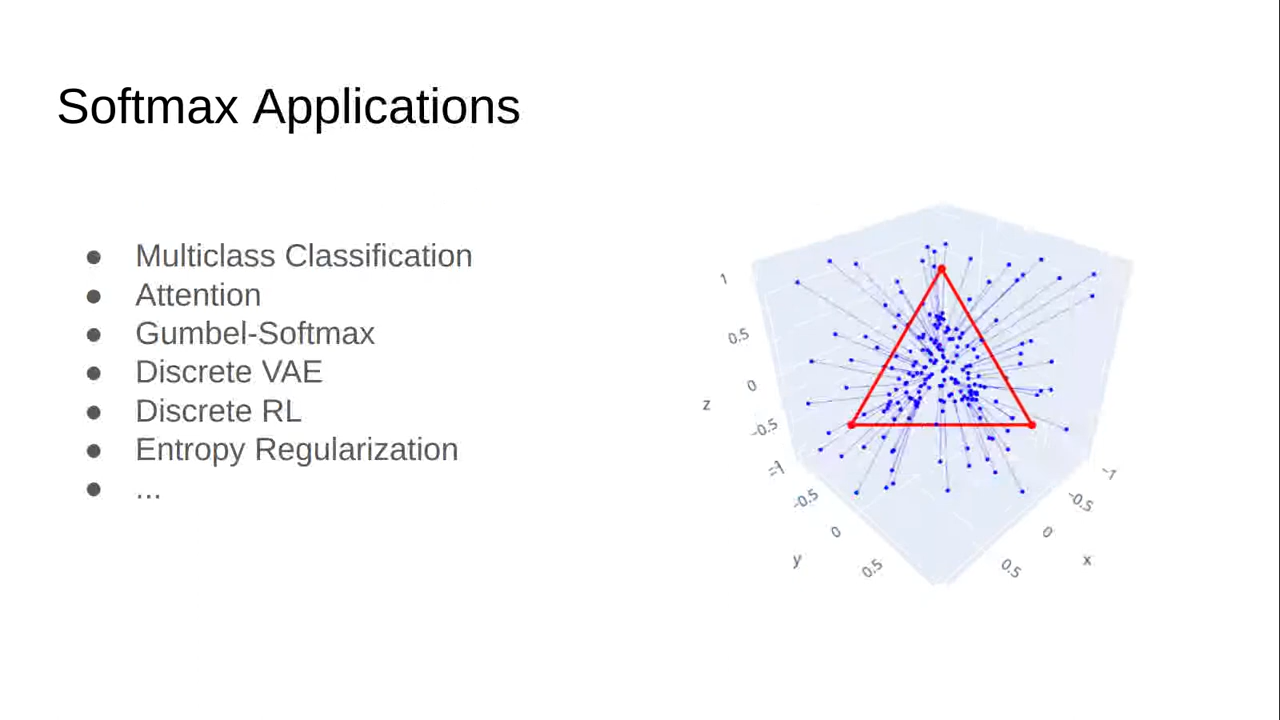 Softmax Applications
● Multiclass Classification
● Attention
● Gumbel-Softmax
● Discrete VAE
● Discrete RL
● Entropy Regularization
● ...
1
0.5
0
-0.5
-1
z
-1
-0.5
0
0.5
y
-1
-0.5
0
0.5
x